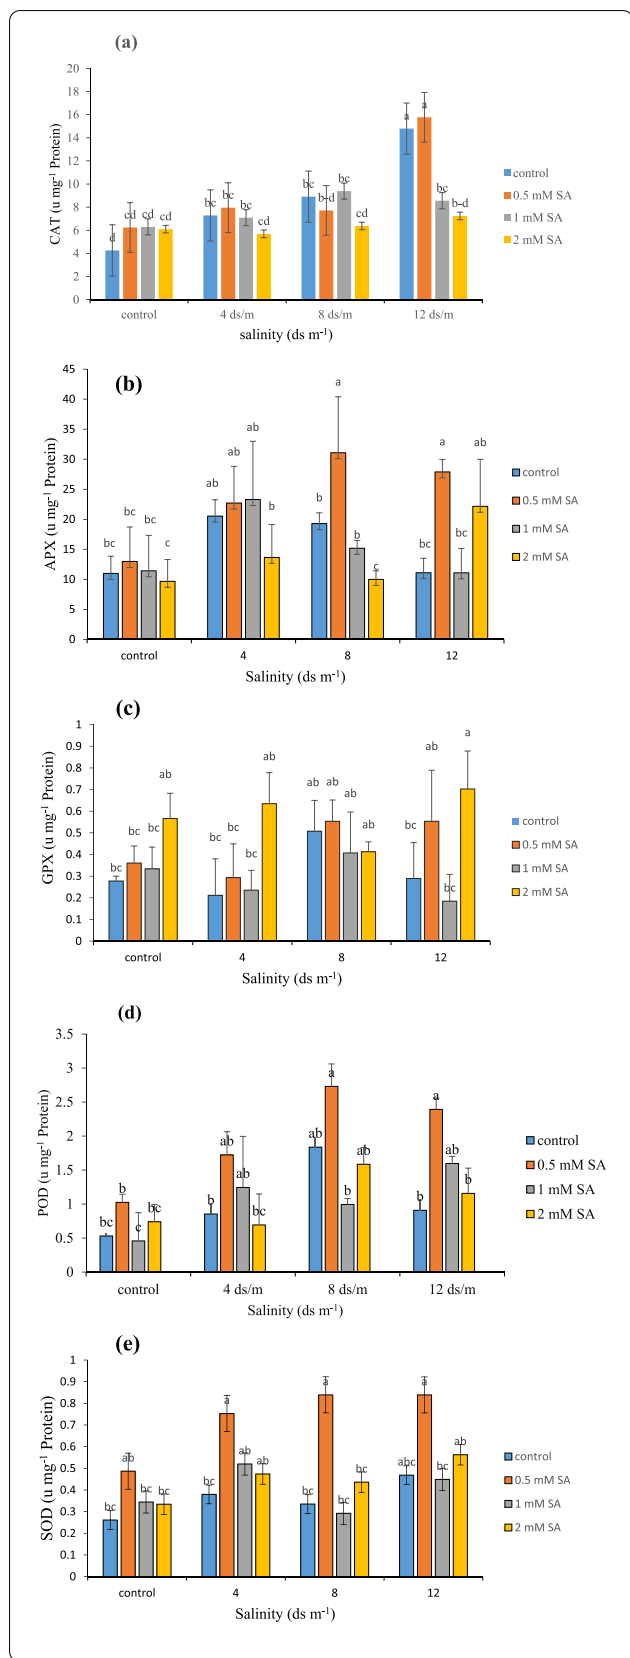 (a)
20
18
16
14
12
10
8
6
4
2
0
CAT (u mg-1 Protein)
d cd cd cd
bc bc bc cd
bc b-d bc cd
a a bc b-d
control
0.5 mM SA
1 mM SA
2 mM SA
control 4 ds/m 8 ds/m 12 ds/m
salinity (ds m-1)
(b)
45
40
35
30
25
20
15
10
5
0
APX (u mg-1 Protein)
bc bc bc c
ab ab ab b
b a b c
bc a bc ab
control
0.5 mM SA
1 mM SA
2 mM SA
control 4 8 12
Salinity (ds m-1)
(c)
1
0.9
0.8
0.7
0.6
0.5
0.4
0.3
0.2
0.1
0
GPX (u mg-1 Protein)
bc bc bc ab
bc bc bc ab
ab ab ab ab
bc ab bc a
control
0.5 mM SA
1 mM SA
2 mM SA
control 4 8 12
Salinity (ds m-1)
(d)
3.5
3
2.5
2
1.5
1
0.5
0
POD (u mg-1 Protein)
bc b c bc
b ab ab bc
ab a b ab
b a ab b
control
0.5 mM SA
1 mM SA
2 mM SA
control 4 ds/m 8 ds/m 12 ds/m
Salinity (ds m-1)
(e)
1
0.9
0.8
0.7
0.6
0.5
0.4
0.3
0.2
0.1
0
SOD (u mg-1 Protein)
bc ab bc bc
bc a ab ab
bc a bc bc
abc a bc ab
control
0.5 mM SA
1 mM SA
2 mM SA
control 4 8 12
Salinity (ds m-1)